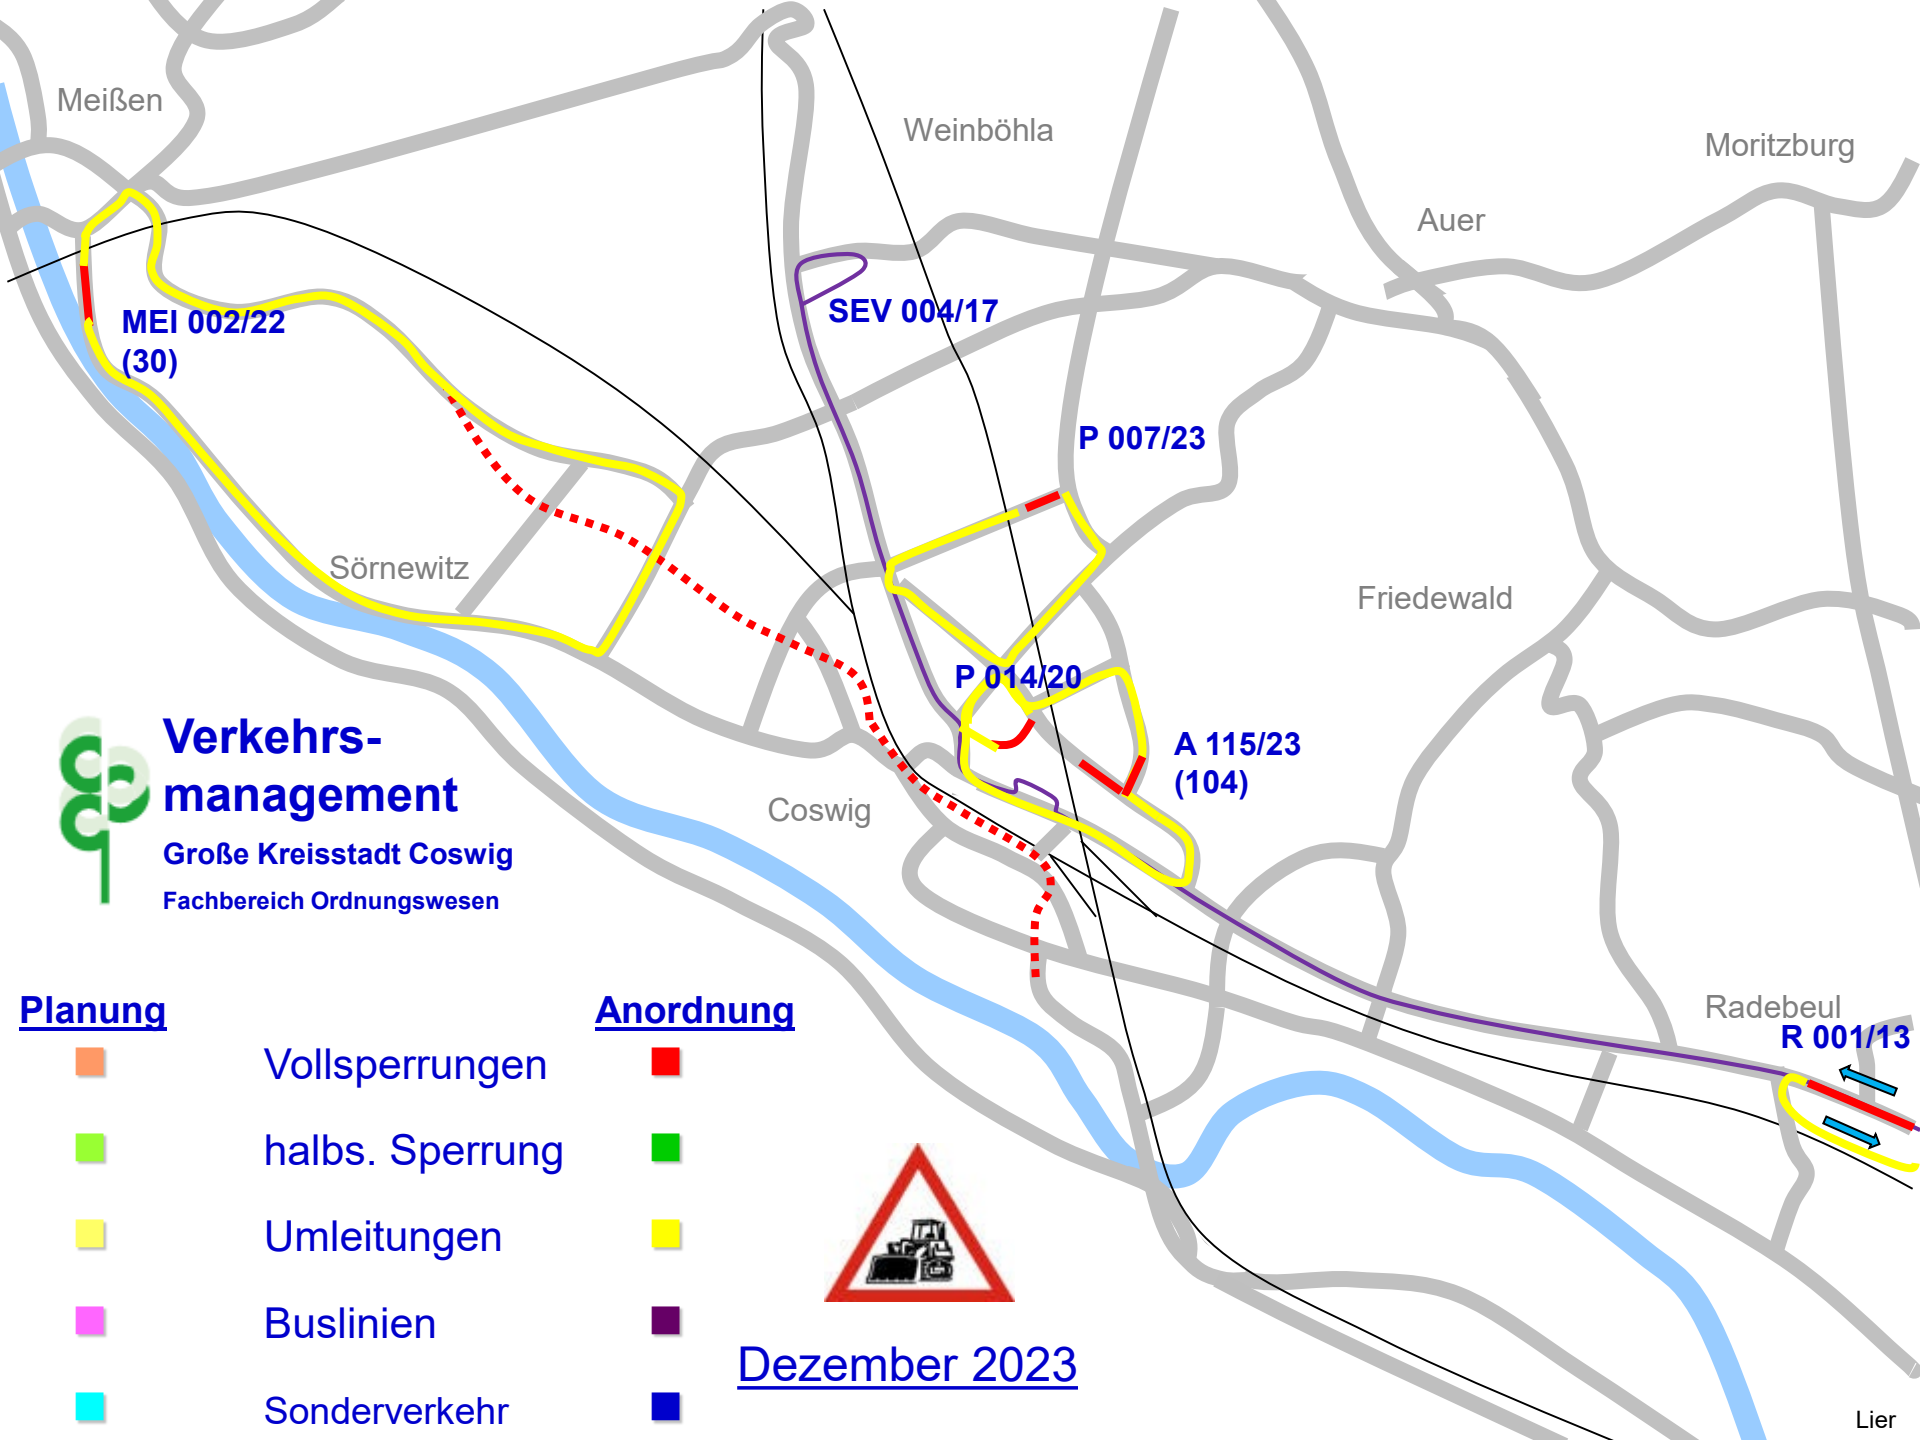 Meißen
Weinböhla
Moritzburg
Auer
SEV 004/17
MEI 002/22
(30)
P 007/23
Sörnewitz
Friedewald
P 014/20
Verkehrs-
management
Große Kreisstadt Coswig
Fachbereich Ordnungswesen
A 115/23
(104)
Coswig
Radebeul
R 001/13
Planung
Anordnung
Vollsperrungen
halbs. Sperrung
Umleitungen
Buslinien
Sonderverkehr
Dezember 2023
Lier